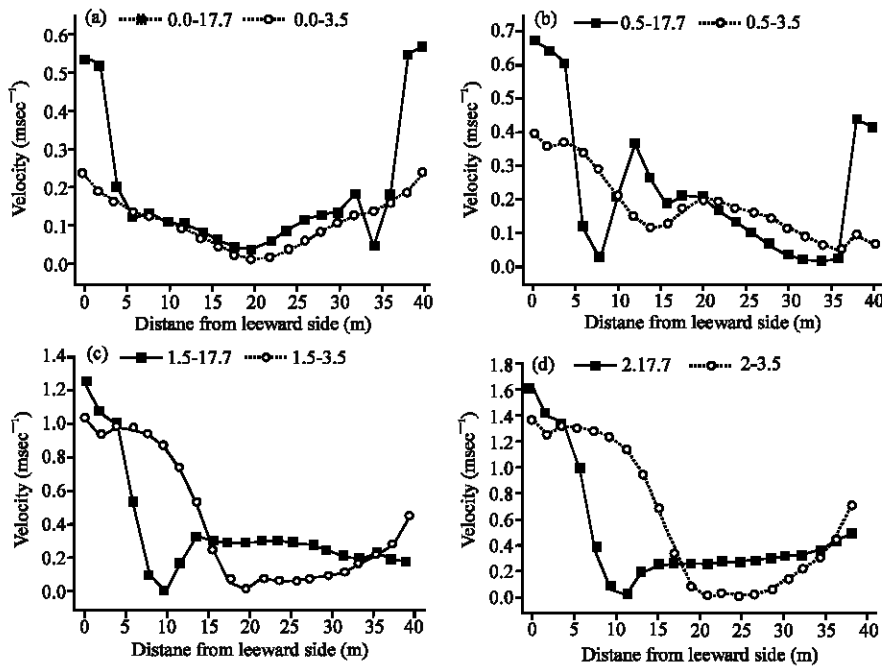 (a) 0.0-17.7 0.0-3.5
0.6
0.5
0.4
0.3
0.2
0.1
0.0
Velocity (msec⁻¹)
0 5 10 15 20 25 30 35 40
Distane from leeward side (m)
(b) 0.5-17.7 0.5-3.5
0.7
0.6
0.5
0.4
0.3
0.2
0.1
0.0
Velocity (msec⁻¹)
0 5 10 15 20 25 30 35 40
Distane from leeward side (m)
(c) 1.5-17.7 1.5-3.5
1.4
1.2
1.0
0.8
0.6
0.4
0.2
0.0
Velocity (msec⁻¹)
0 5 10 15 20 25 30 35 40
Distane from leeward side (m)
(d) 2.17.7 2-3.5
1.8
1.6
1.4
1.2
1.0
0.8
0.6
0.4
0.2
0.0
Velocity (msec⁻¹)
0 5 10 15 20 25 30 35 40
Distane from leeward side (m)